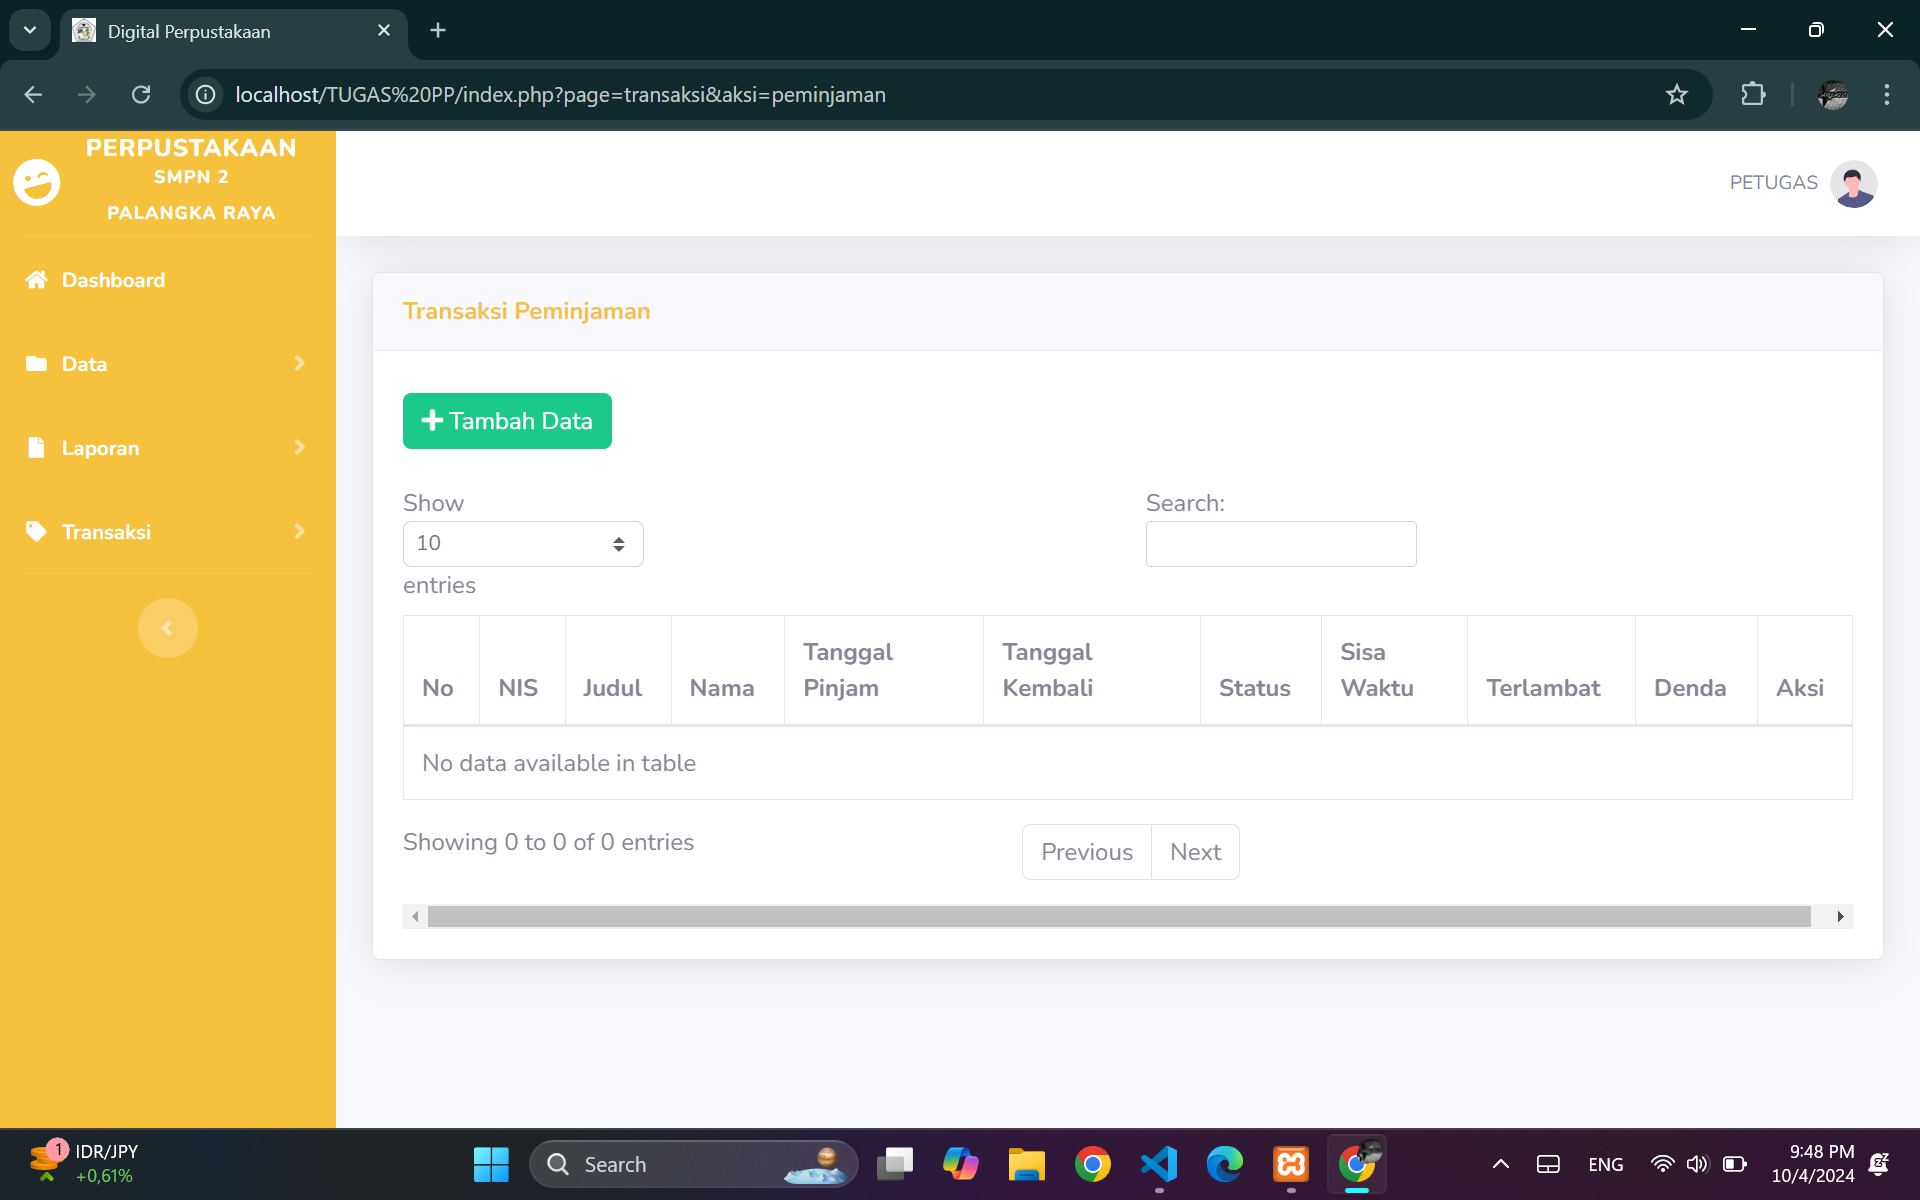 Digital Perpustakaan
localhost/TUGAS%20PP/index.php?page=transaksi&aksi=peminjaman
PERPUSTAKAAN
SMPN 2
PALANGKA RAYA
PETUGAS
Dashboard
Data
Laporan
Transaksi
Transaksi Peminjaman
Tambah Data
Show
10
entries
Search:
No NIS Judul Nama Tanggal Pinjam Tanggal Kembali Status Sisa Waktu Terlambat Denda Aksi
No data available in table
Showing 0 to 0 of 0 entries
Previous Next
1
IDR/JPY
+0,61%
Search
ENG
9:48 PM
10/4/2024